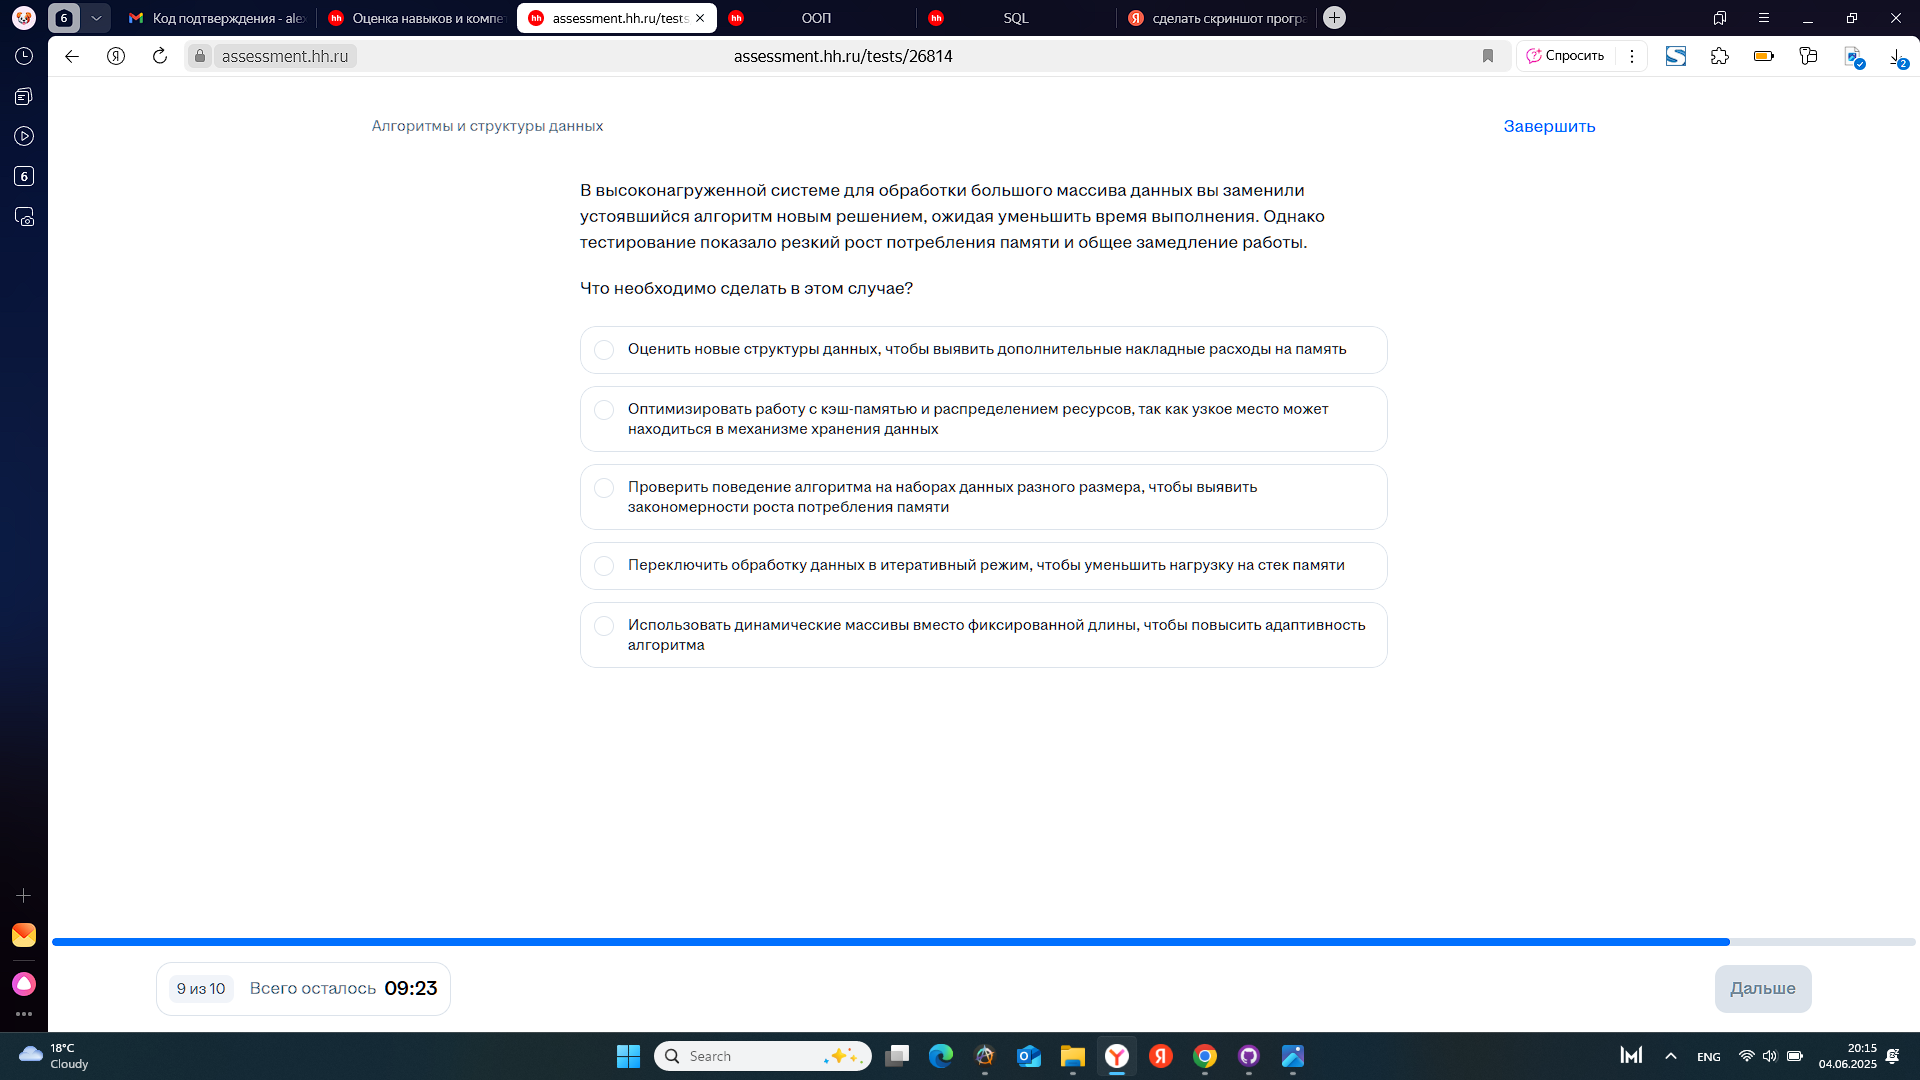 6
Код подтверждения - ale
Оценка навыков и компе
assessment.hh.ru/tests
ООП
SQL
сделать скриншот програ
assessment.hh.ru
assessment.hh.ru/tests/26814
Спросить
2
6
Алгоритмы и структуры данных
Завершить
В высоконагруженной системе для обработки большого массива данных вы заменили
устоявшийся алгоритм новым решением, ожидая уменьшить время выполнения. Однако
тестирование показало резкий рост потребления памяти и общее замедление работы.
Что необходимо сделать в этом случае?
Оценить новые структуры данных, чтобы выявить дополнительные накладные расходы на память
Оптимизировать работу с кэш-памятью и распределением ресурсов, так как узкое место может
находиться в механизме хранения данных
Проверить поведение алгоритма на наборах данных разного размера, чтобы выявить
закономерности роста потребления памяти
Переключить обработку данных в итеративный режим, чтобы уменьшить нагрузку на стек памяти
Использовать динамические массивы вместо фиксированной длины, чтобы повысить адаптивность
алгоритма
9 из 10
Всего осталось 09:23
Дальше
18°C
Cloudy
Search
ENG
20:15
04.06.2025